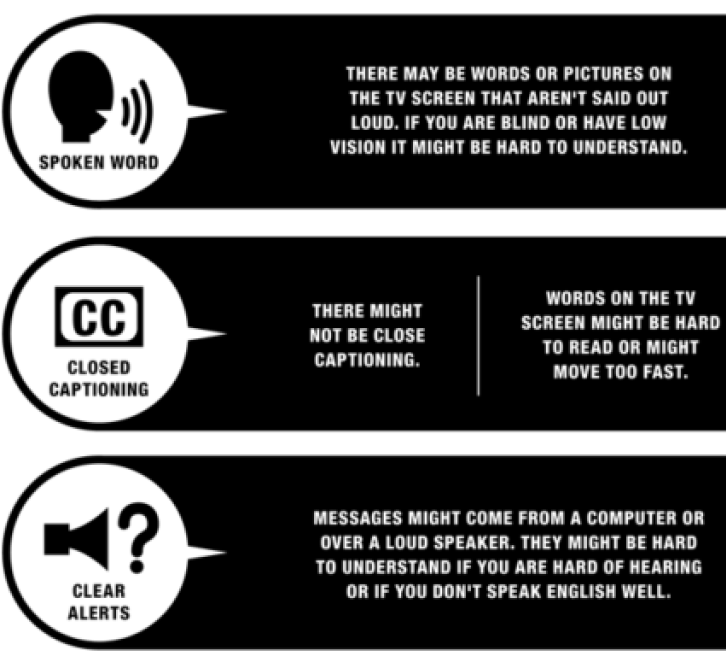 SPOKEN WORD
THERE MAY BE WORDS OR PICTURES ON
THE TV SCREEN THAT AREN'T SAID OUT
LOUD. IF YOU ARE BLIND OR HAVE LOW
VISION IT MIGHT BE HARD TO UNDERSTAND.
CC
CLOSED
CAPTIONING
THERE MIGHT
NOT BE CLOSE
CAPTIONING.
WORDS ON THE TV
SCREEN MIGHT BE HARD
TO READ OR MIGHT
MOVE TOO FAST.
?
CLEAR
ALERTS
MESSAGES MIGHT COME FROM A COMPUTER OR
OVER A LOUD SPEAKER. THEY MIGHT BE HARD
TO UNDERSTAND IF YOU ARE HARD OF HEARING
OR IF YOU DON'T SPEAK ENGLISH WELL.